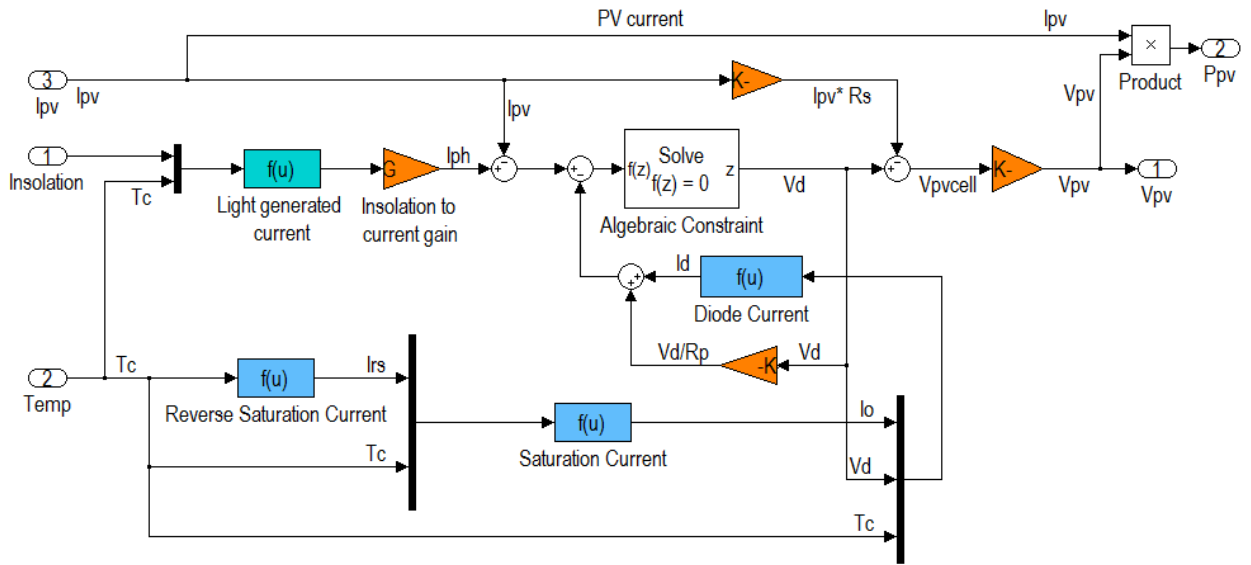 PV current
Ipv
×
2
Ppv
Product
3
Ipv
Ipv
Ipv
K-
Ipv* Rs
Vpv
1
Insolation
Tc
f(u)
Light generated
current
G
Insolation to
current gain
Iph
+ −
+ −
f(z)
Solve
f(z) = 0
z
Algebraic Constraint
Vd
+ −
Vpvcell
K-
Vpv
1
Vpv
+ +
Id
f(u)
Diode Current
Vd/Rp
-K
Vd
2
Temp
Tc
f(u)
Reverse Saturation Current
Irs
Tc
f(u)
Saturation Current
Io
Vd
Tc